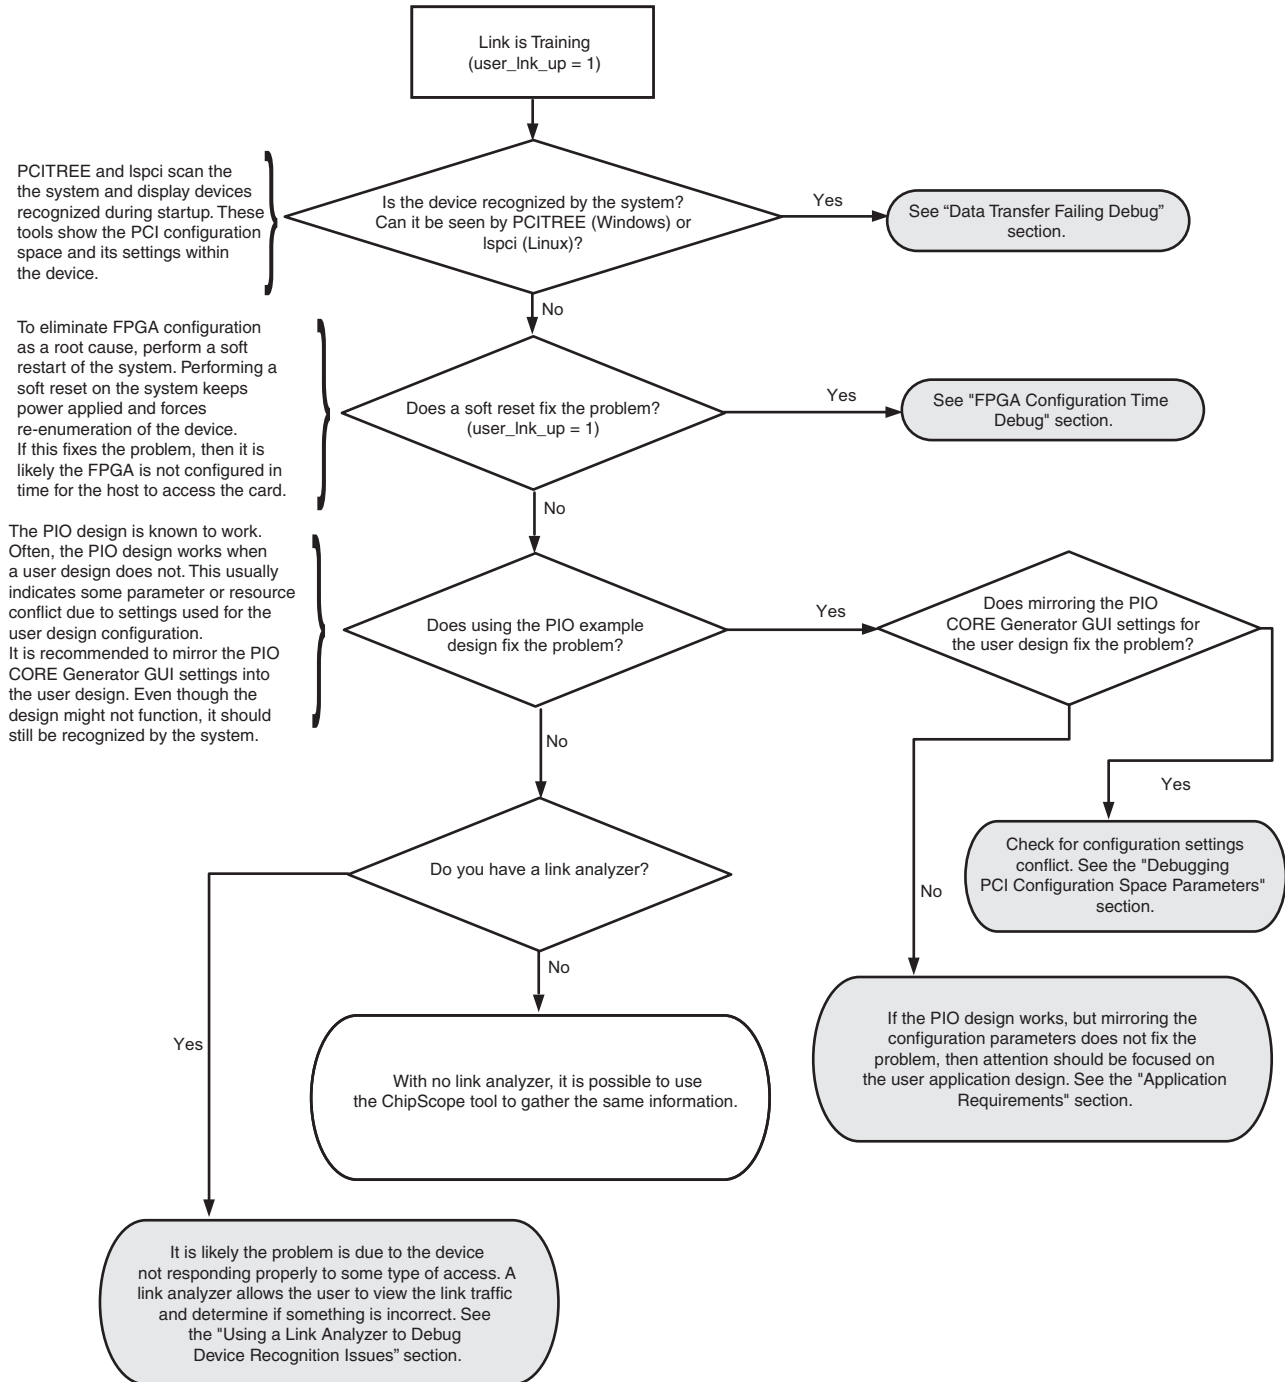 Link is Training
(user_lnk_up = 1)
PCITREE and lspci scan the
the system and display devices
recognized during startup. These
tools show the PCI configuration
space and its settings within
the device.
Is the device recognized by the system?
Can it be seen by PCITREE (Windows) or
lspci (Linux)?
Yes
See “Data Transfer Failing Debug”
section.
No
To eliminate FPGA configuration
as a root cause, perform a soft
restart of the system. Performing a
soft reset on the system keeps
power applied and forces
re-enumeration of the device.
If this fixes the problem, then it is
likely the FPGA is not configured in
time for the host to access the card.
Does a soft reset fix the problem?
(user_lnk_up = 1)
Yes
See "FPGA Configuration Time
Debug" section.
No
The PIO design is known to work.
Often, the PIO design works when
a user design does not. This usually
indicates some parameter or resource
conflict due to settings used for the
user design configuration.
It is recommended to mirror the PIO
CORE Generator GUI settings into
the user design. Even though the
design might not function, it should
still be recognized by the system.
Does using the PIO example
design fix the problem?
Yes
Does mirroring the PIO
CORE Generator GUI settings for
the user design fix the problem?
No
Yes
Check for configuration settings
conflict. See the "Debugging
PCI Configuration Space Parameters"
section.
Do you have a link analyzer?
No
No
If the PIO design works, but mirroring the
configuration parameters does not fix the
problem, then attention should be focused on
the user application design. See the "Application
Requirements" section.
Yes
With no link analyzer, it is possible to use
the ChipScope tool to gather the same information.
It is likely the problem is due to the device
not responding properly to some type of access. A
link analyzer allows the user to view the link traffic
and determine if something is incorrect. See
the "Using a Link Analyzer to Debug
Device Recognition Issues” section.